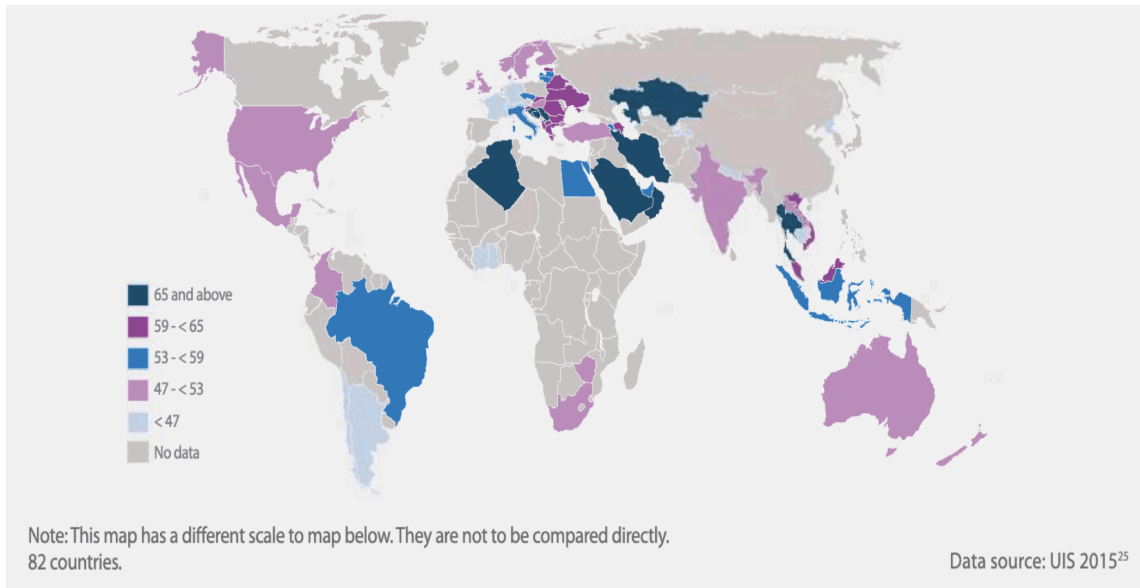 65 and above
59 - < 65
53 - < 59
47 - < 53
< 47
No data
Note: This map has a different scale to map below. They are not to be compared directly.
82 countries.
Data source: UIS 2015²⁵